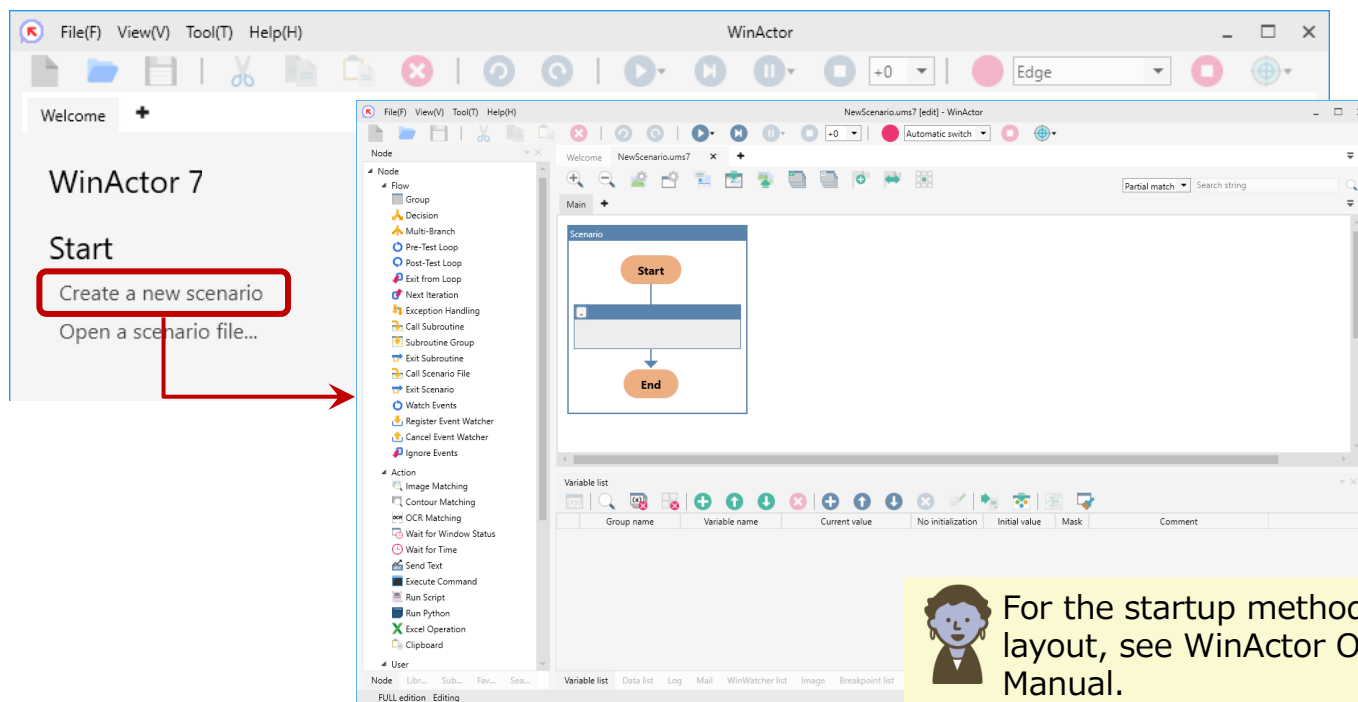 File(F) View(V) Tool(T) Help(H)
WinActor
+0
Edge
Welcome
WinActor 7
Start
Create a new scenario
Open a scenario file...
File(F) View(V) Tool(T) Help(H)
NewScenario.ums7 [edit] - WinActor
+0
Automatic switch
Node
Node
Flow
Group
Decision
Multi-Branch
Pre-Test Loop
Post-Test Loop
Exit from Loop
Next Iteration
Exception Handling
Call Subroutine
Subroutine Group
Exit Subroutine
Call Scenario File
Exit Scenario
Watch Events
Register Event Watcher
Cancel Event Watcher
Ignore Events
Action
Image Matching
Contour Matching
OCR Matching
Wait for Window Status
Wait for Time
Send Text
Execute Command
Run Script
Run Python
Excel Operation
Clipboard
User
Node Libr... Sub... Fav... Sea...
FULL edition Editing
Welcome NewScenario.ums7
Partial match Search string
Main
Scenario
Start
End
Variable list
Group name Variable name Current value No initialization Initial value Mask Comment
Variable list Data list Log Mail WinWatcher list Image Breakpoint list
For the startup method
layout, see WinActor O
Manual.